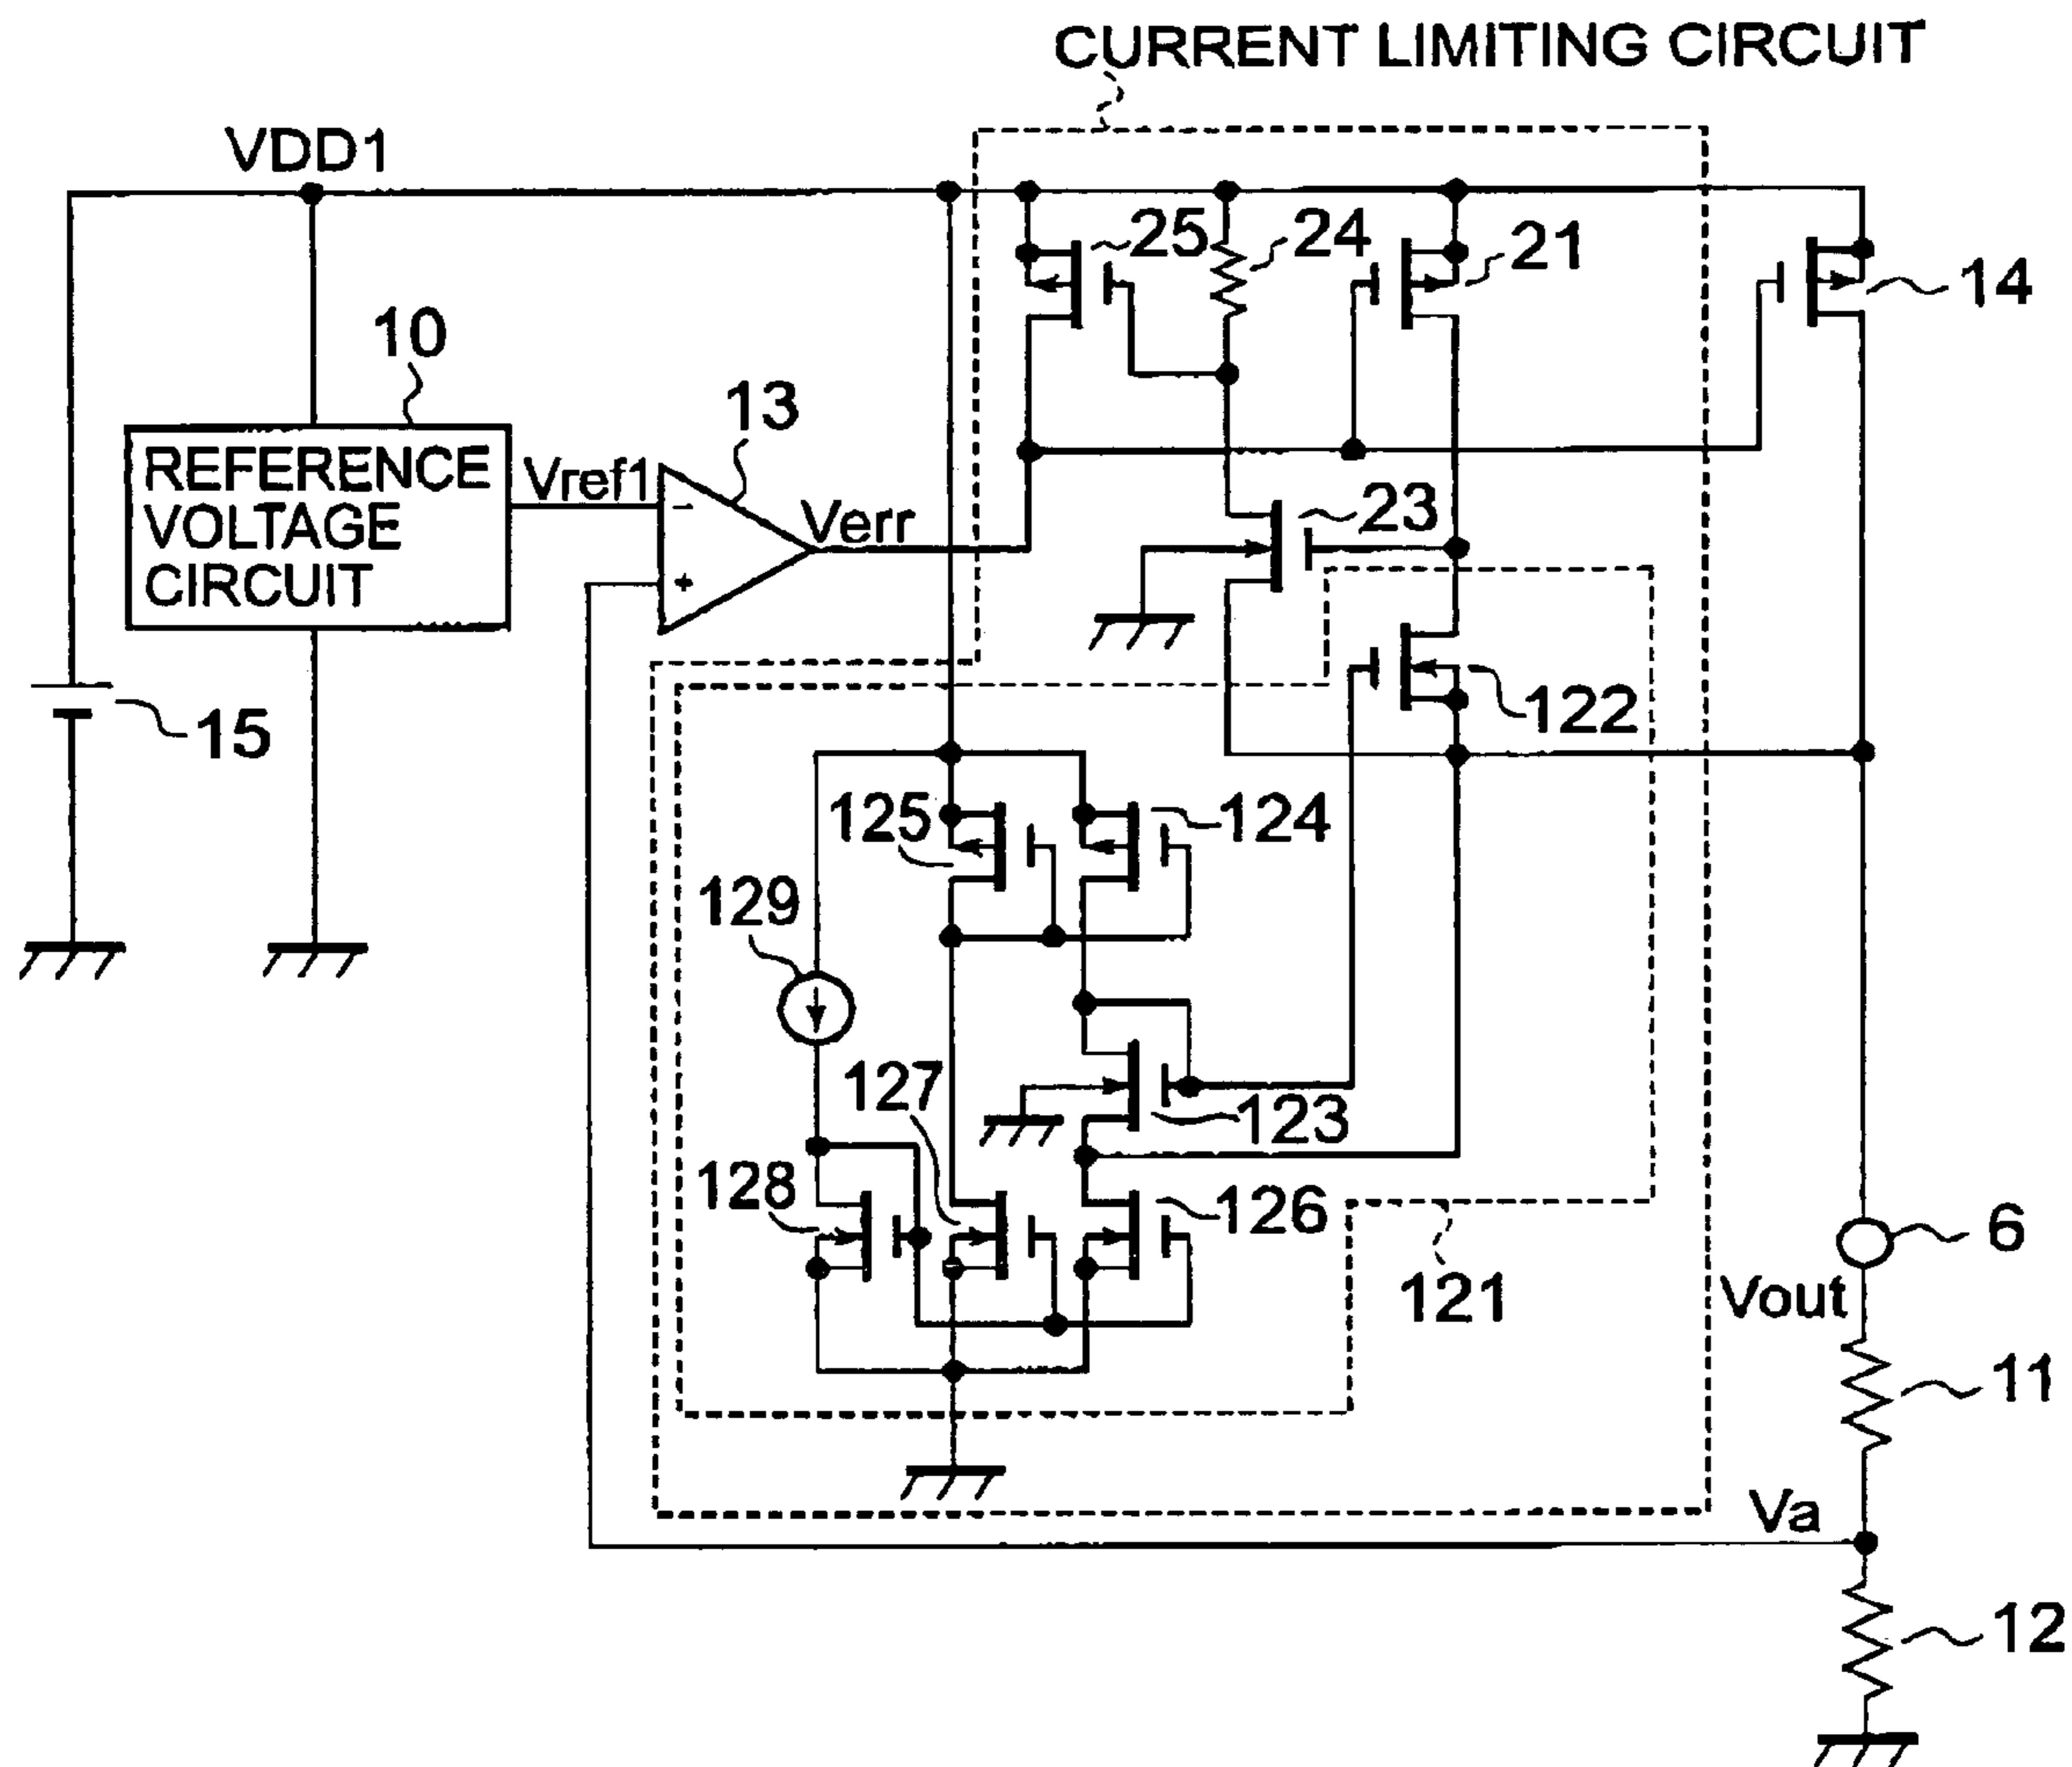 CURRENT LIMITING CIRCUIT
VDD1
25
24
21
14
10
13
REFERENCE
VOLTAGE
CIRCUIT
Vref1
-
+
Verr
23
15
122
125
124
129
127
123
128
126
121
6
Vout
11
Va
12